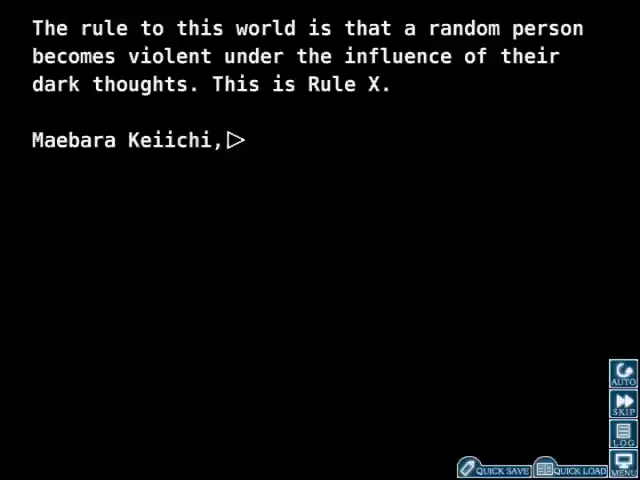 The rule to this world is that a random person
becomes violent under the influence of their
dark thoughts. This is Rule X.
Maebara Keiichi,
AUTO
SKIP
LOG
QUICK SAVE QUICK LOAD MENU